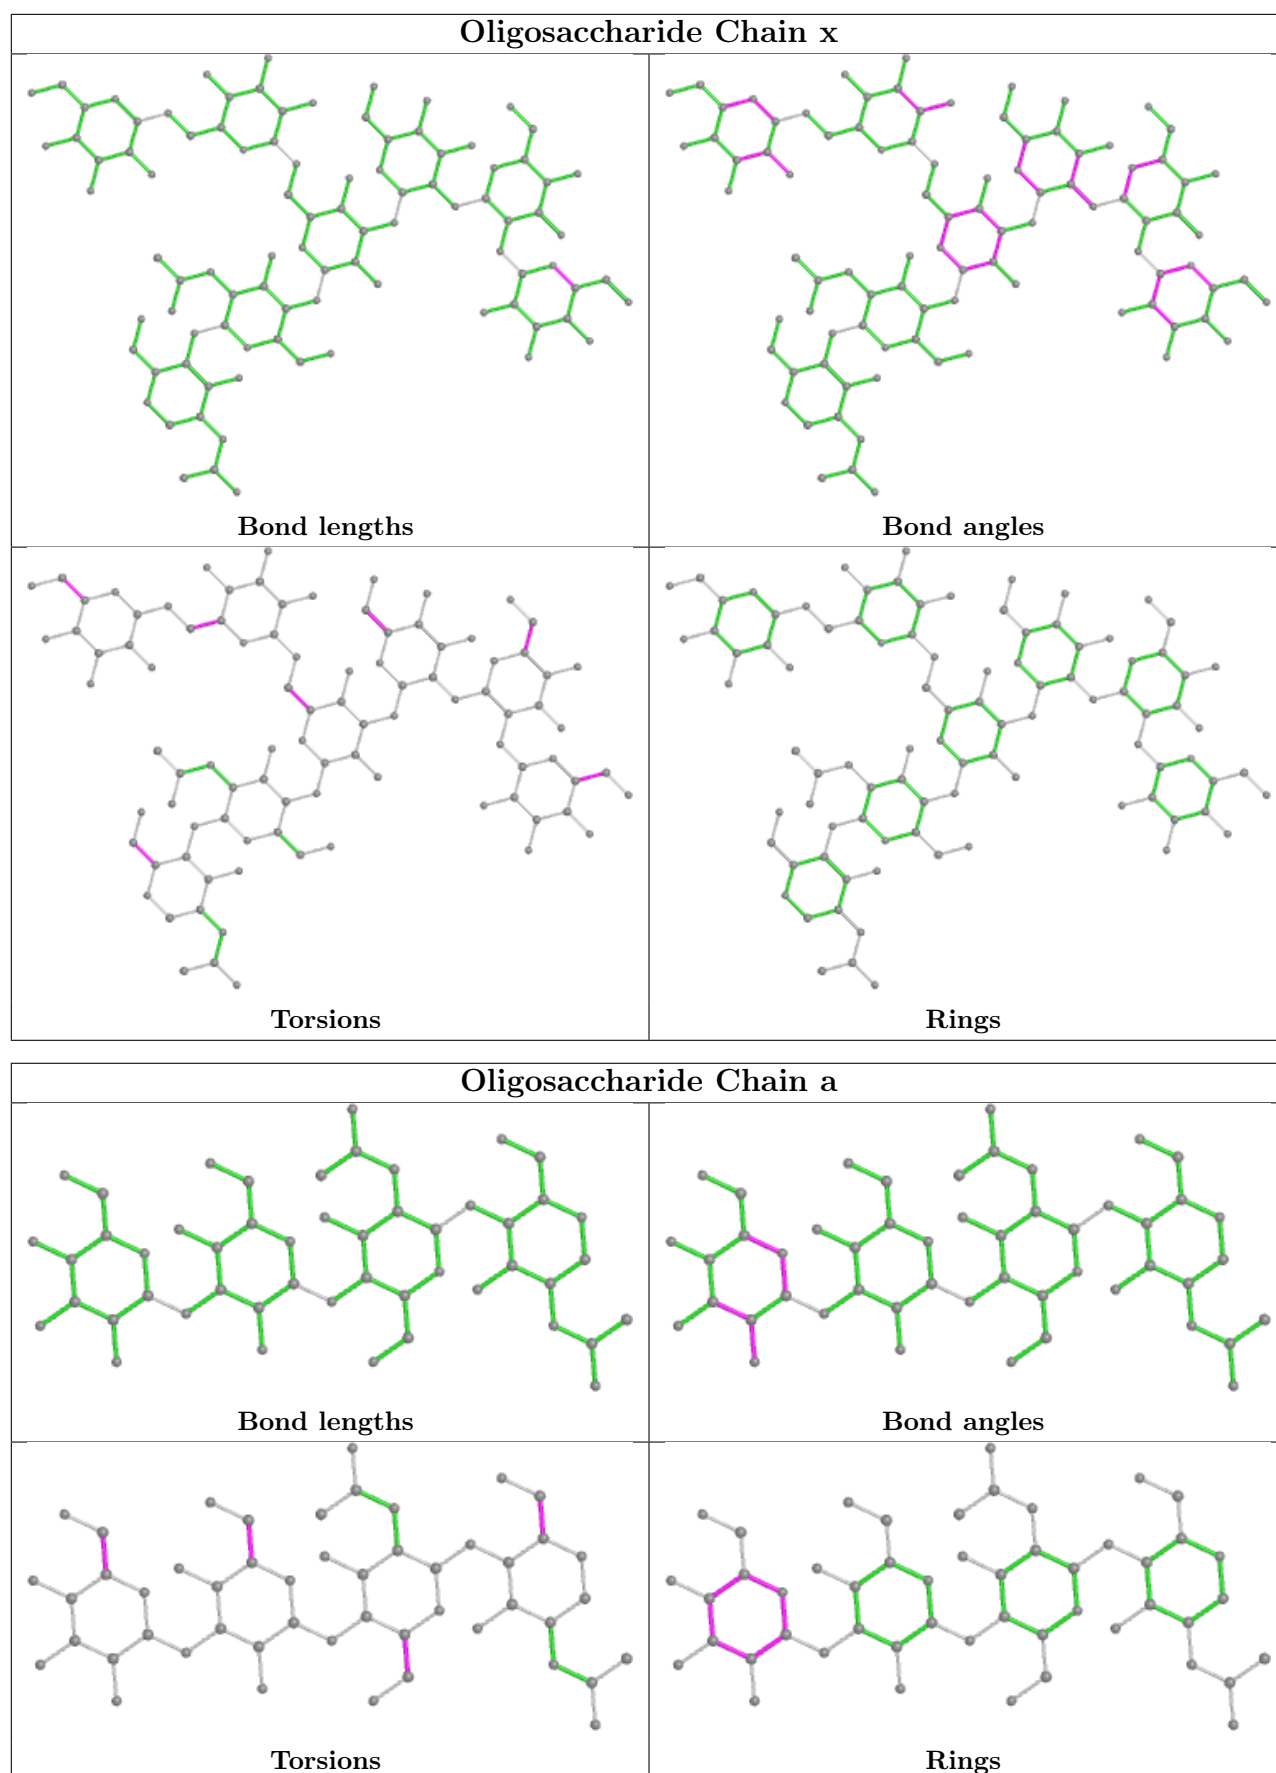 Oligosaccharide Chain x
Bond lengths
Bond angles
Torsions
Rings
Oligosaccharide Chain a
Bond lengths
Bond angles
Torsions
Rings